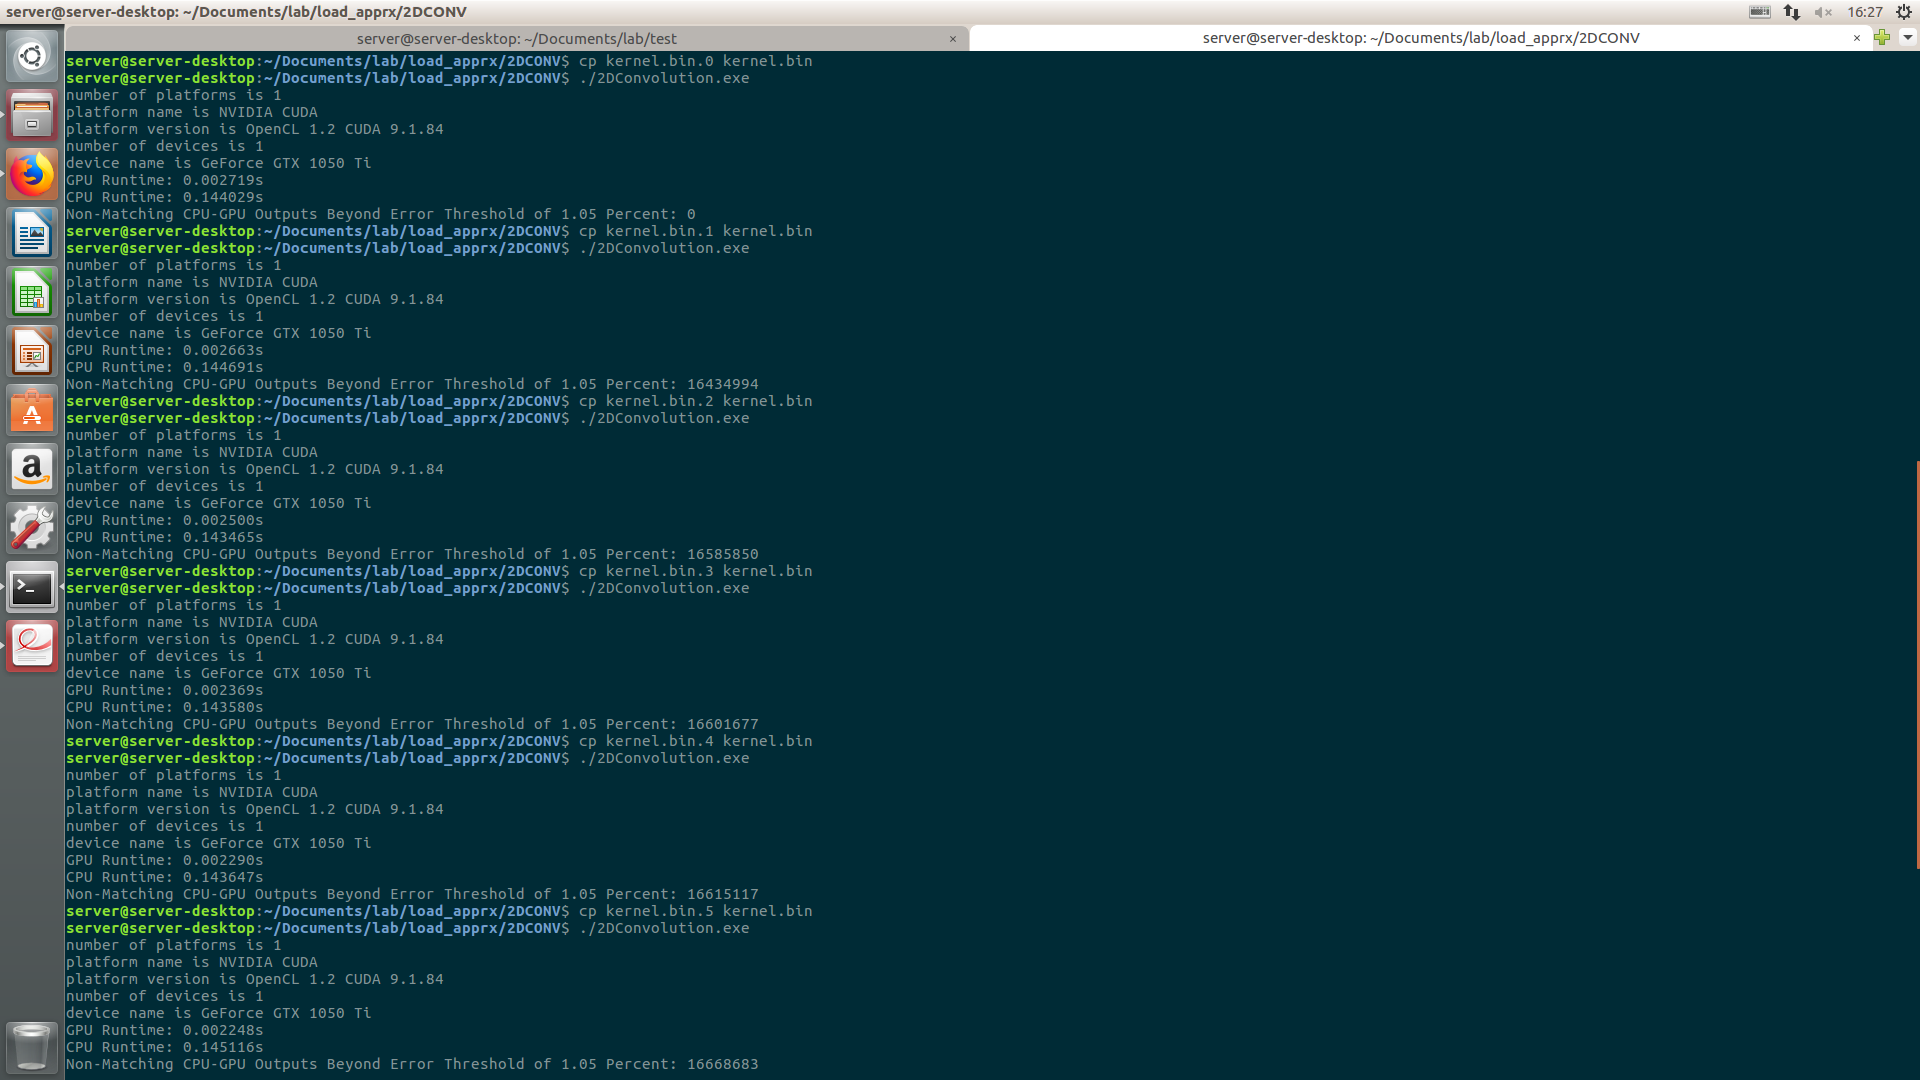 server@server-desktop: ~/Documents/lab/load_apprx/2DCONV
16:27
server@server-desktop: ~/Documents/lab/test ×
server@server-desktop: ~/Documents/lab/load_apprx/2DCONV ×
server@server-desktop:~/Documents/lab/load_apprx/2DCONV$ cp kernel.bin.0 kernel.bin
server@server-desktop:~/Documents/lab/load_apprx/2DCONV$ ./2DConvolution.exe
number of platforms is 1
platform name is NVIDIA CUDA
platform version is OpenCL 1.2 CUDA 9.1.84
number of devices is 1
device name is GeForce GTX 1050 Ti
GPU Runtime: 0.002719s
CPU Runtime: 0.144029s
Non-Matching CPU-GPU Outputs Beyond Error Threshold of 1.05 Percent: 0
server@server-desktop:~/Documents/lab/load_apprx/2DCONV$ cp kernel.bin.1 kernel.bin
server@server-desktop:~/Documents/lab/load_apprx/2DCONV$ ./2DConvolution.exe
number of platforms is 1
platform name is NVIDIA CUDA
platform version is OpenCL 1.2 CUDA 9.1.84
number of devices is 1
device name is GeForce GTX 1050 Ti
GPU Runtime: 0.002663s
CPU Runtime: 0.144691s
Non-Matching CPU-GPU Outputs Beyond Error Threshold of 1.05 Percent: 16434994
server@server-desktop:~/Documents/lab/load_apprx/2DCONV$ cp kernel.bin.2 kernel.bin
server@server-desktop:~/Documents/lab/load_apprx/2DCONV$ ./2DConvolution.exe
number of platforms is 1
platform name is NVIDIA CUDA
platform version is OpenCL 1.2 CUDA 9.1.84
number of devices is 1
device name is GeForce GTX 1050 Ti
GPU Runtime: 0.002500s
CPU Runtime: 0.143465s
Non-Matching CPU-GPU Outputs Beyond Error Threshold of 1.05 Percent: 16585850
server@server-desktop:~/Documents/lab/load_apprx/2DCONV$ cp kernel.bin.3 kernel.bin
server@server-desktop:~/Documents/lab/load_apprx/2DCONV$ ./2DConvolution.exe
number of platforms is 1
platform name is NVIDIA CUDA
platform version is OpenCL 1.2 CUDA 9.1.84
number of devices is 1
device name is GeForce GTX 1050 Ti
GPU Runtime: 0.002369s
CPU Runtime: 0.143580s
Non-Matching CPU-GPU Outputs Beyond Error Threshold of 1.05 Percent: 16601677
server@server-desktop:~/Documents/lab/load_apprx/2DCONV$ cp kernel.bin.4 kernel.bin
server@server-desktop:~/Documents/lab/load_apprx/2DCONV$ ./2DConvolution.exe
number of platforms is 1
platform name is NVIDIA CUDA
platform version is OpenCL 1.2 CUDA 9.1.84
number of devices is 1
device name is GeForce GTX 1050 Ti
GPU Runtime: 0.002290s
CPU Runtime: 0.143647s
Non-Matching CPU-GPU Outputs Beyond Error Threshold of 1.05 Percent: 16615117
server@server-desktop:~/Documents/lab/load_apprx/2DCONV$ cp kernel.bin.5 kernel.bin
server@server-desktop:~/Documents/lab/load_apprx/2DCONV$ ./2DConvolution.exe
number of platforms is 1
platform name is NVIDIA CUDA
platform version is OpenCL 1.2 CUDA 9.1.84
number of devices is 1
device name is GeForce GTX 1050 Ti
GPU Runtime: 0.002248s
CPU Runtime: 0.145116s
Non-Matching CPU-GPU Outputs Beyond Error Threshold of 1.05 Percent: 16668683